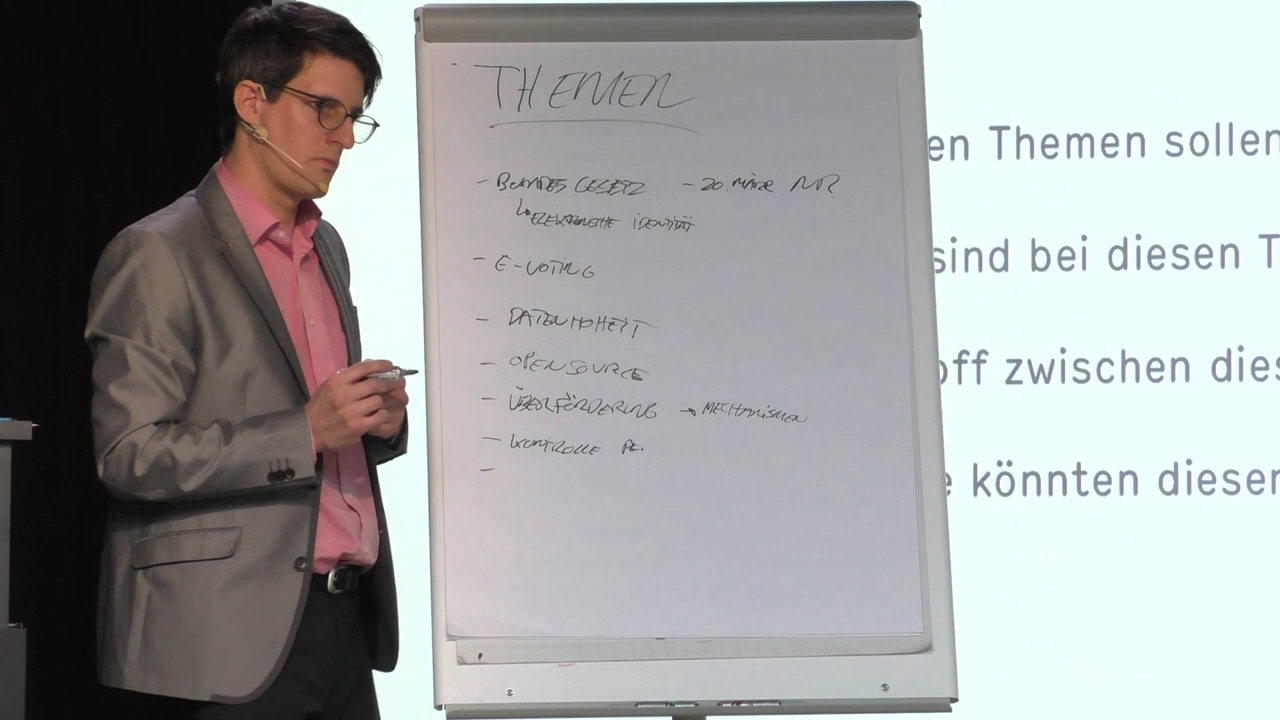 THEMEN
- BUNDESGESETZ - 20. MÄRZ NR
↳ ELEKTRONISCHE IDENTITÄT
- E-VOTING
- DATENHOHEIT
- OPENSOURCE
- ÜBERFÖRDERUNG → MECHANISMEN
- KONTROLLE
-
en Themen sollen
sind bei diesen T
off zwischen dies
e könnten dieser